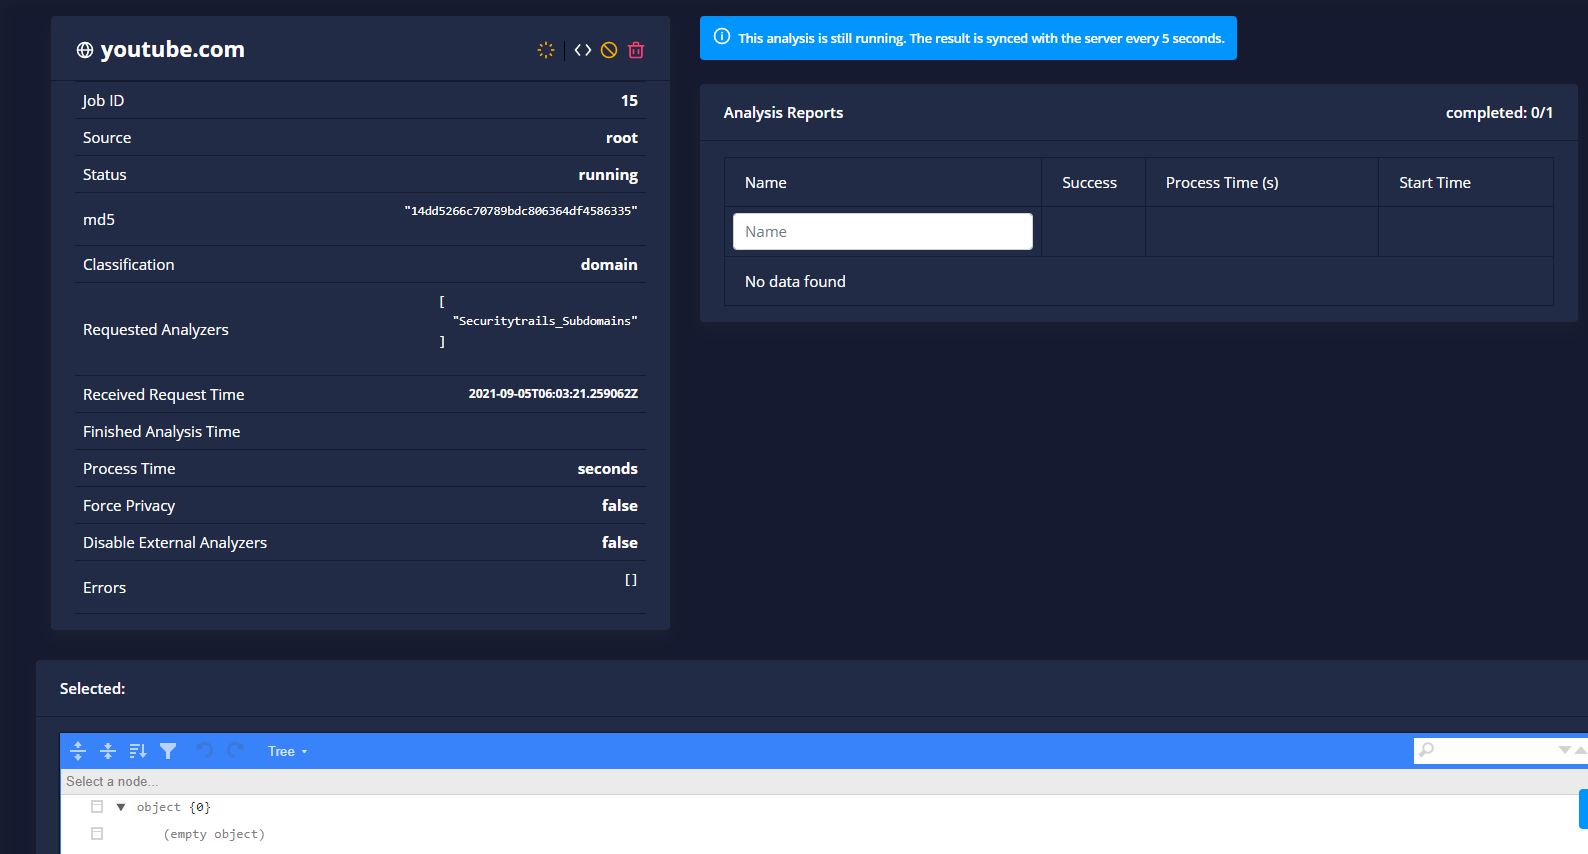 youtube.com
Job ID 15
Source root
Status running
md5 "14dd5266c70789bdc806364df4586335"
Classification domain
Requested Analyzers
[
"Securitytrails_Subdomains"
]
Received Request Time 2021-09-05T06:03:21.259062Z
Finished Analysis Time
Process Time seconds
Force Privacy false
Disable External Analyzers false
Errors []
This analysis is still running. The result is synced with the server every 5 seconds.
Analysis Reports completed: 0/1
Name Success Process Time (s) Start Time
Name
No data found
Selected:
Tree
Select a node...
object {0}
(empty object)